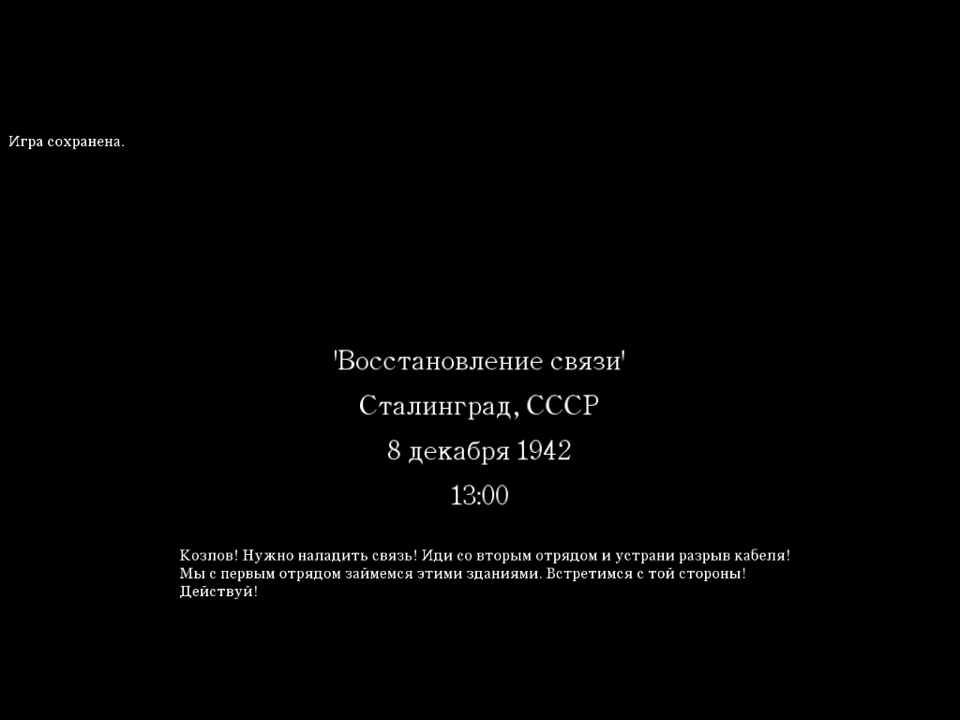 Игра сохранена.
'Восстановление связи'
Сталинград, СССР
8 декабря 1942
13:00
Козлов! Нужно наладить связь! Иди со вторым отрядом и устрани разрыв кабеля!
Мы с первым отрядом займемся этими зданиями. Встретимся с той стороны!
Действуй!